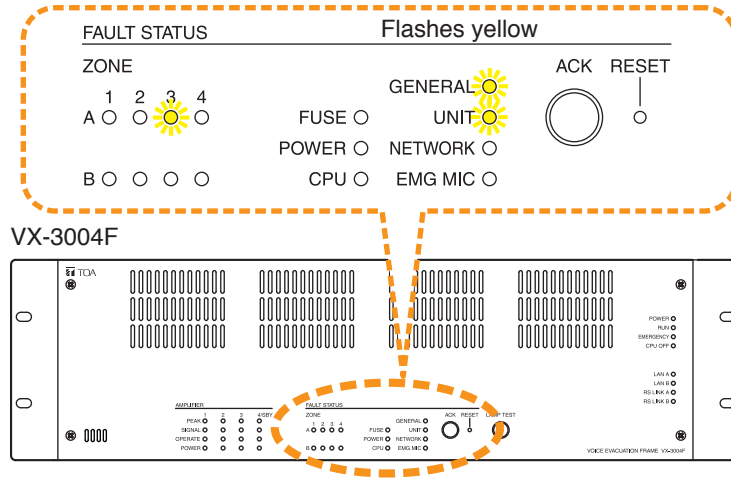 FAULT STATUS Flashes yellow
ZONE GENERAL ACK RESET
1 2 3 4
A FUSE UNIT
POWER NETWORK
B CPU EMG MIC
VX-3004F
TOA
POWER
RUN
EMERGENCY
CPU OFF
LAN A
LAN B
RS LINK A
RS LINK B
AMPLIFIER FAULT STATUS
1 2 3 4/SBY ZONE GENERAL ACK RESET
PEAK 1 2 3 4
SIGNAL A FUSE UNIT
OPERATE POWER NETWORK
POWER B CPU EMG MIC
VOICE EVACUATION FRAME VX-3004F